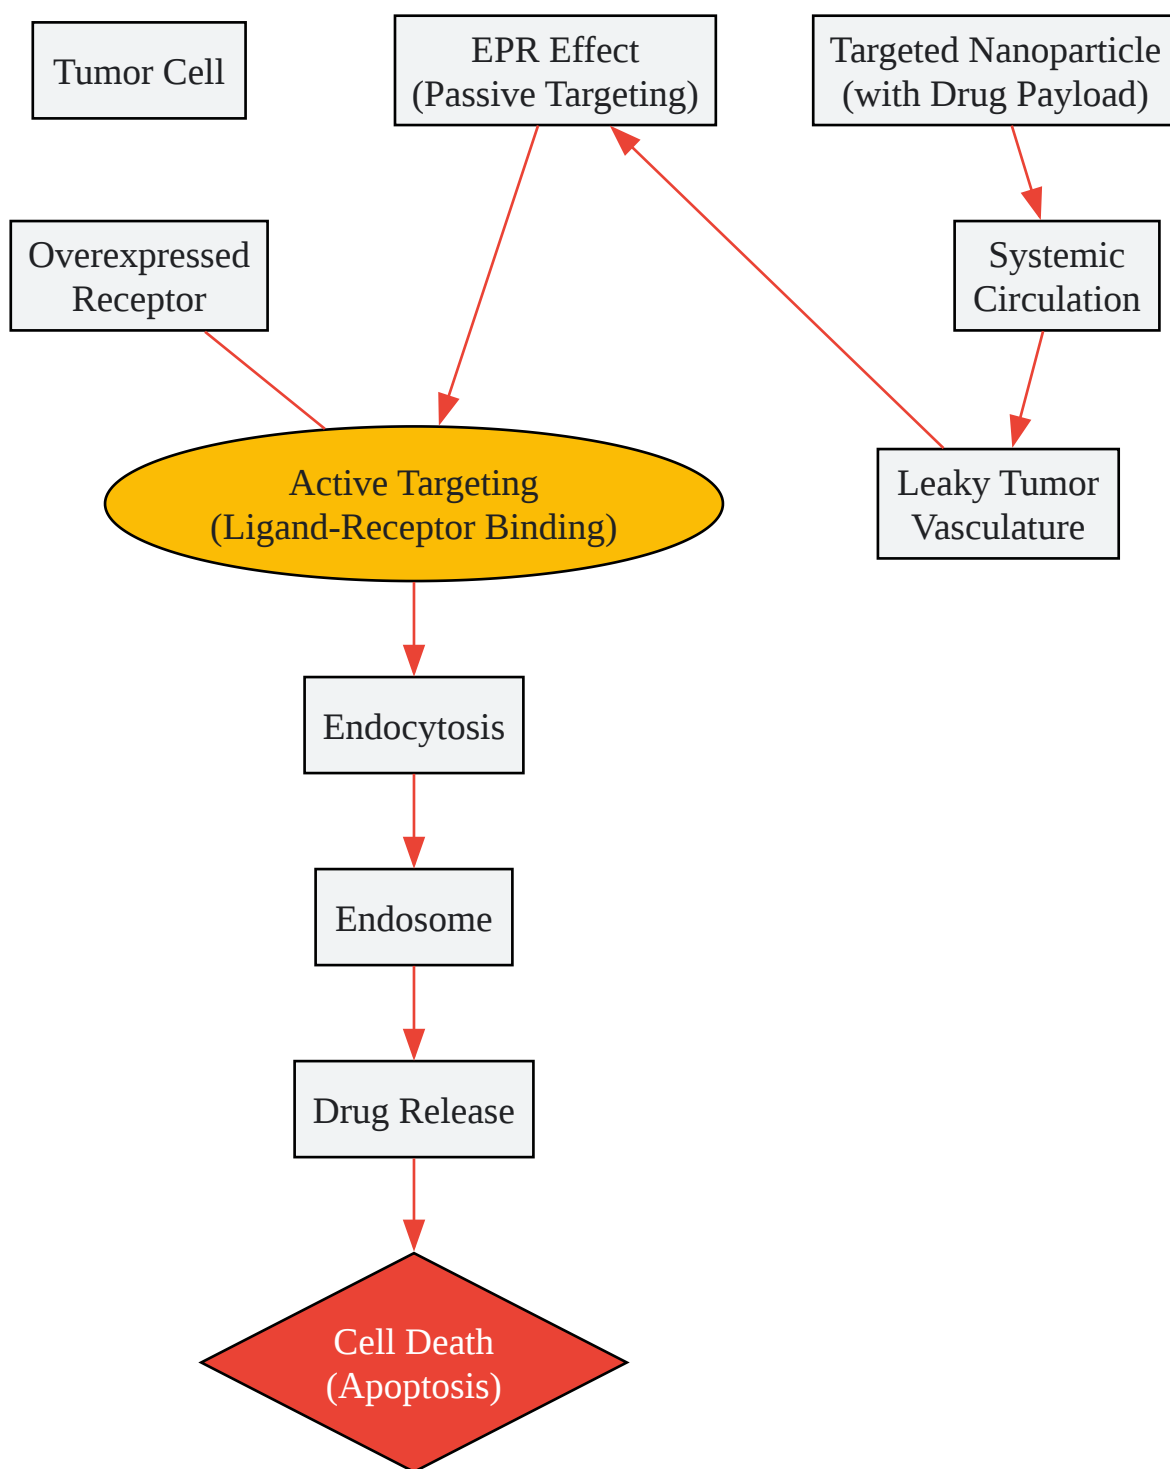 Tumor Cell
EPR Effect
(Passive Targeting)
Targeted Nanoparticle
(with Drug Payload)
Overexpressed
Receptor
Systemic
Circulation
Active Targeting
(Ligand-Receptor Binding)
Leaky Tumor
Vasculature
Endocytosis
Endosome
Drug Release
Cell Death
(Apoptosis)